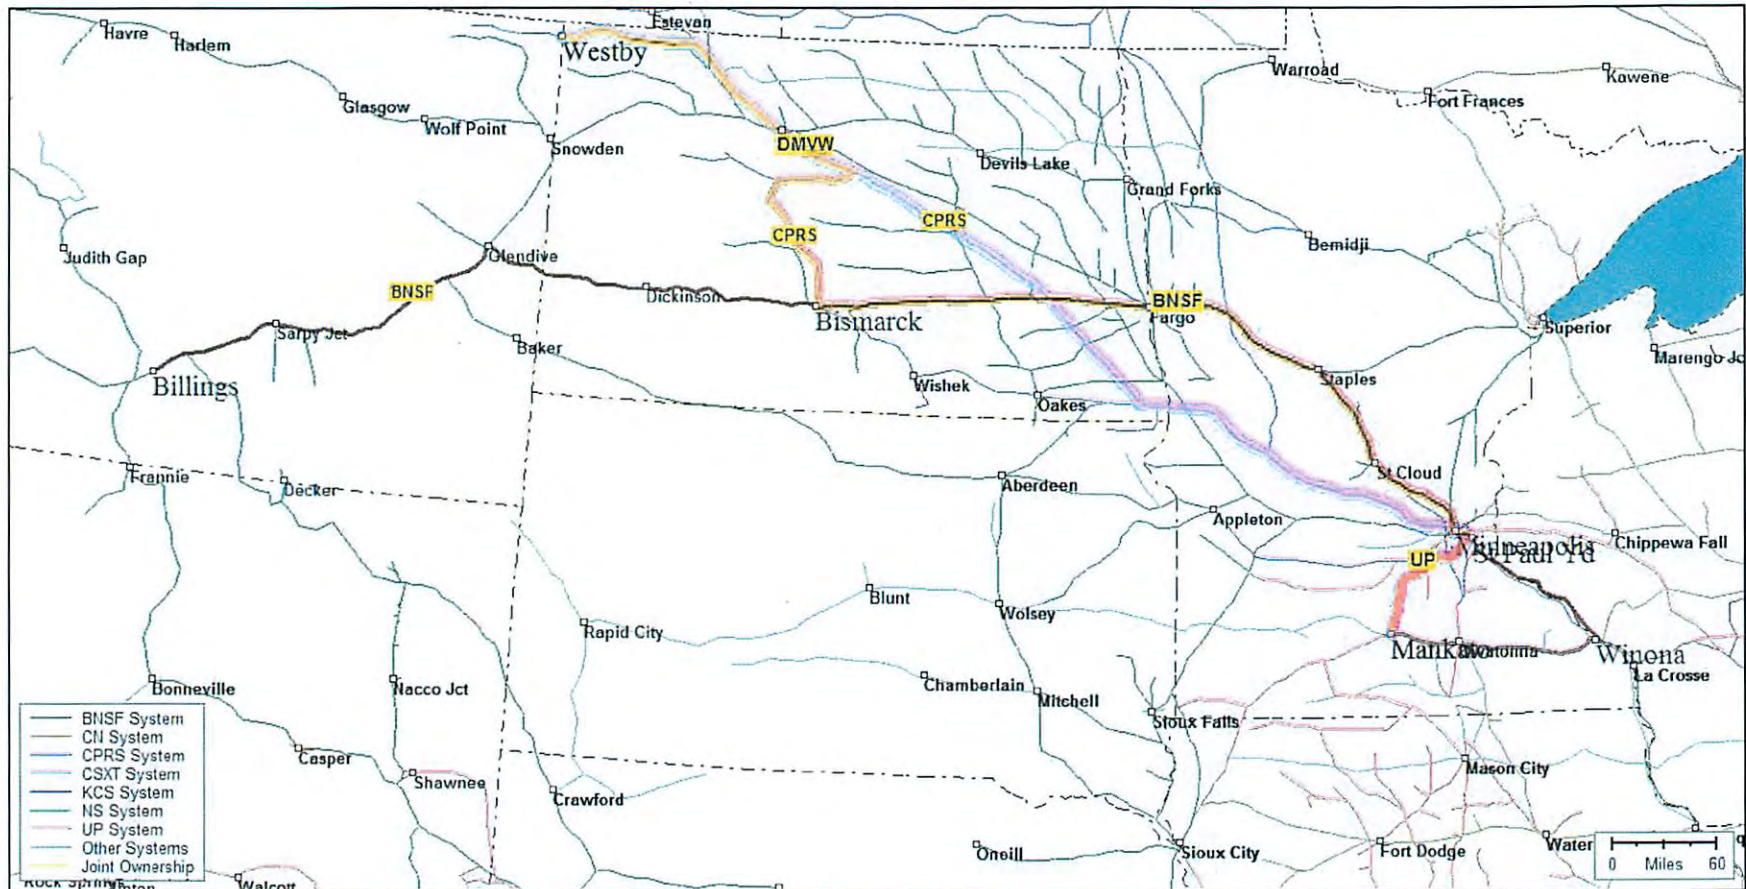 Havre
Harlem
Estevan
Westby
Warroad
Kawene
Glasgow
Wolf Point
Fort Frances
Snowden
DMVW
Devils Lake
Grand Forks
CPRS
CPRS
Bemidji
Judith Gap
Glendive
BNSF
Dickinson
BNSF
Fargo
Bismarck
Superior
Sarpy Jct
Baker
Marengo Jc
Billings
Wishek
Staples
Oakes
Frannie
Decker
St Cloud
Aberdeen
Appleton
Minneapolis
St Paul Yd
Chippewa Fall
UP
Blunt
Wolsey
Rapid City
Mankato
Winona
La Crosse
Bonneville
Nacco Jct
Chamberlain
Mitchell
Sioux Falls
BNSF System
CN System
CPRS System
CSXT System
KCS System
NS System
UP System
Other Systems
Joint Ownership
Casper
Shawnee
Crawford
Mason City
Oneill
Sioux City
Fort Dodge
Water
0 Miles 60
Rock Springs
Walcott